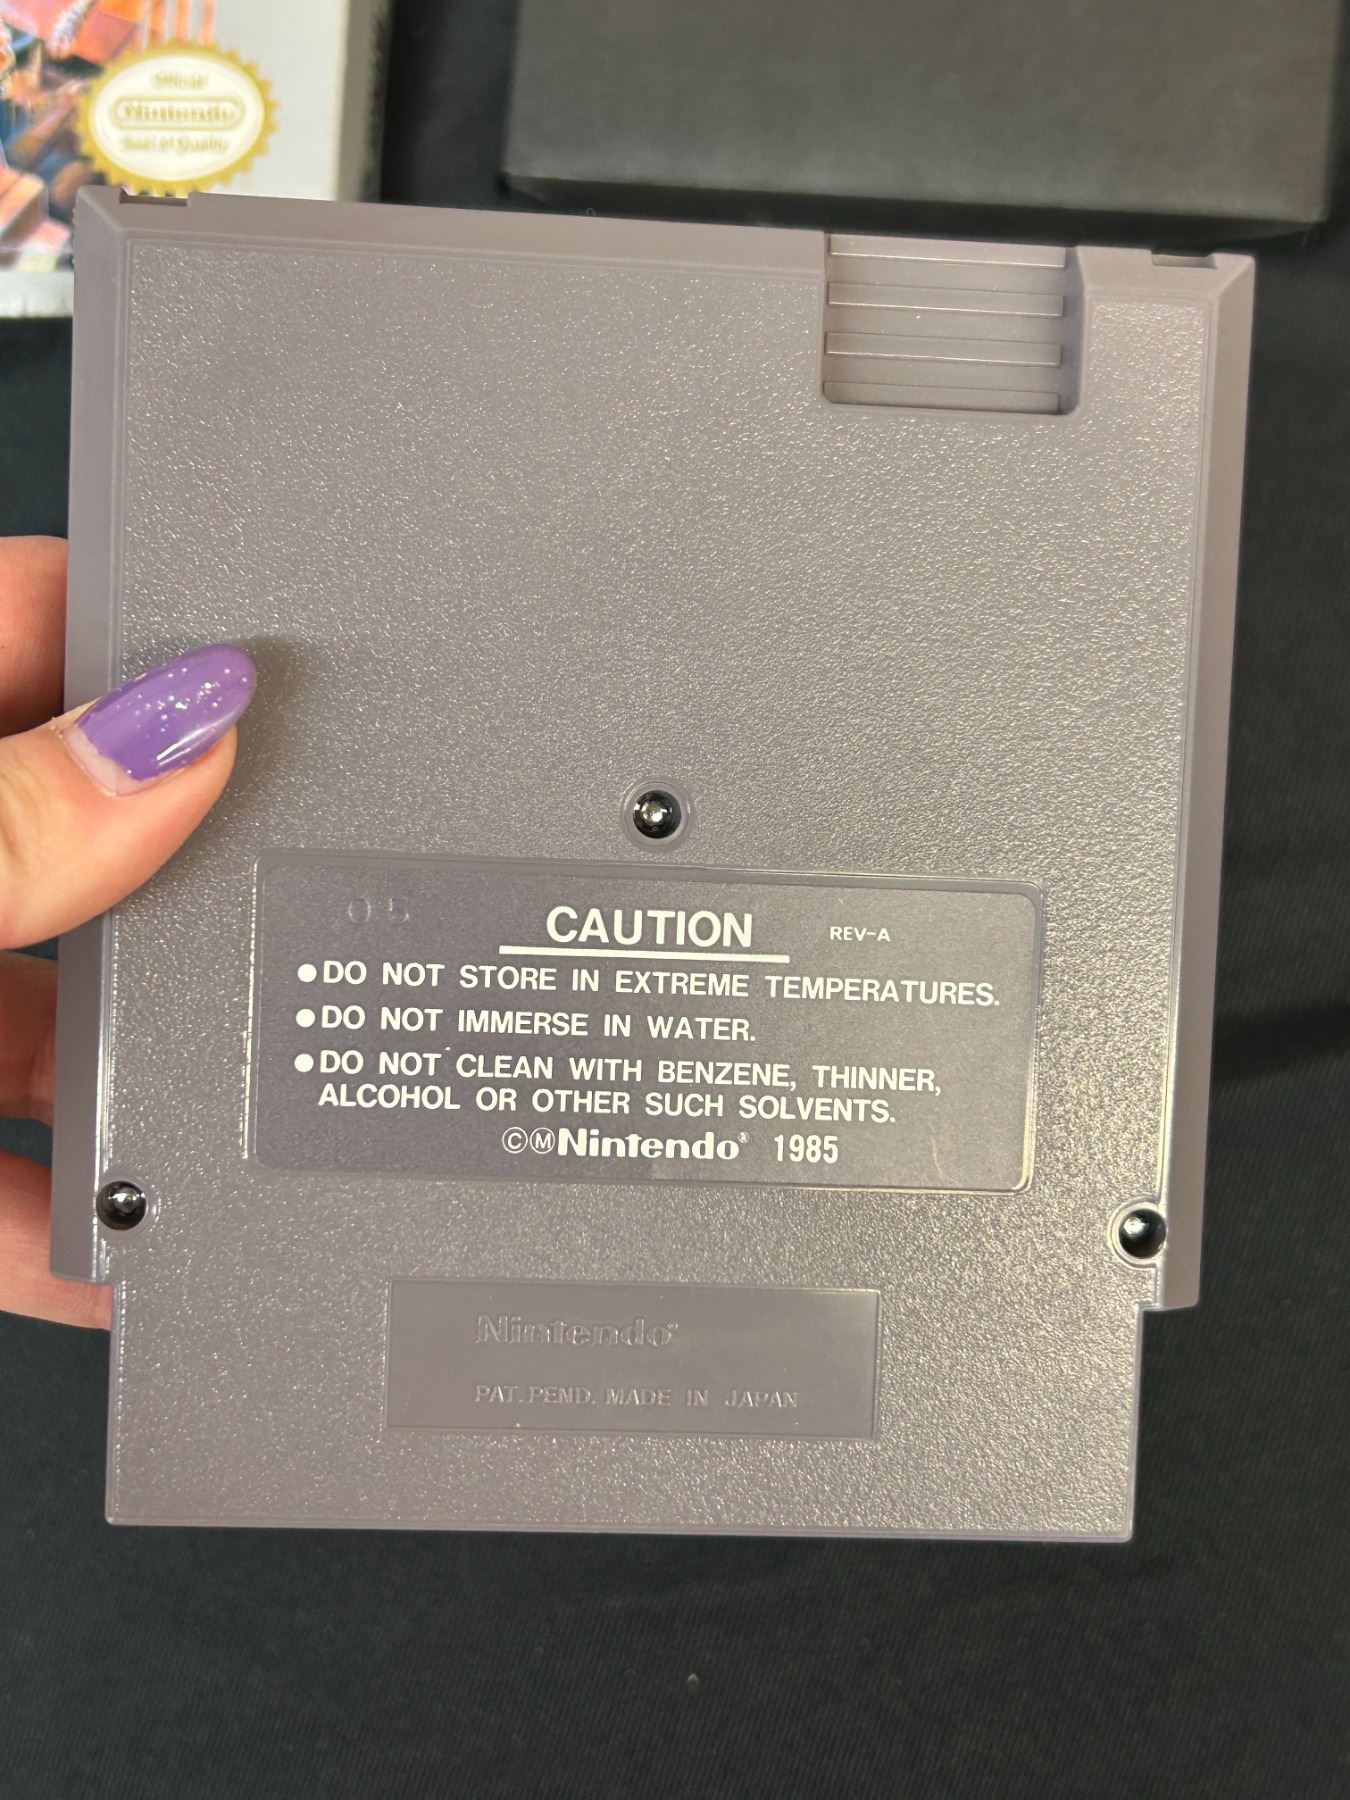 Official
Nintendo
Seal of Quality
CAUTION REV-A
●DO NOT STORE IN EXTREME TEMPERATURES.
●DO NOT IMMERSE IN WATER.
●DO NOT CLEAN WITH BENZENE, THINNER,
ALCOHOL OR OTHER SUCH SOLVENTS.
©ⓂNintendo® 1985
Nintendo®
PAT. PEND. MADE IN JAPAN